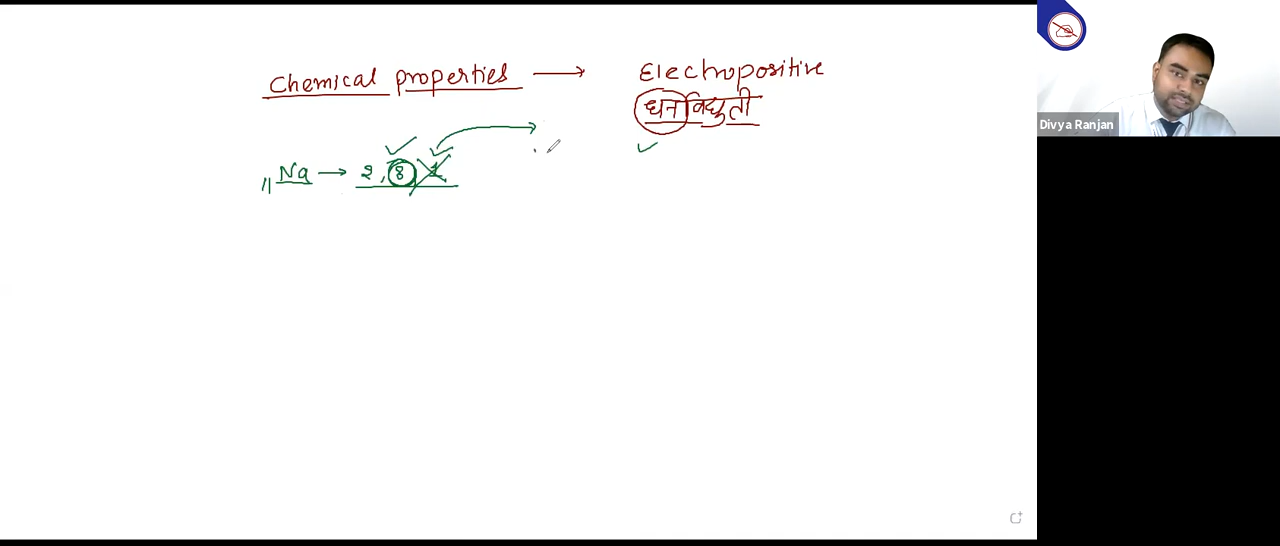 Chemical properties → Electropositive
धनविद्युती
₁₁Na → 2, 8, 1
Divya Ranjan